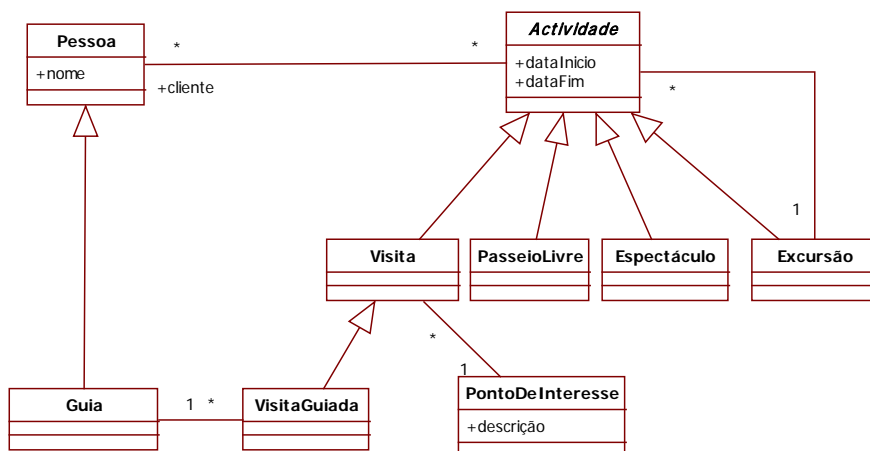 Pessoa
+nome
*
+cliente
*
Actividade
+dataInicio
+dataFim
*
1
Visita
PasseioLivre
Espectáculo
Excursão
*
1
Guia
1 *
VisitaGuiada
PontoDeInteresse
+descrição